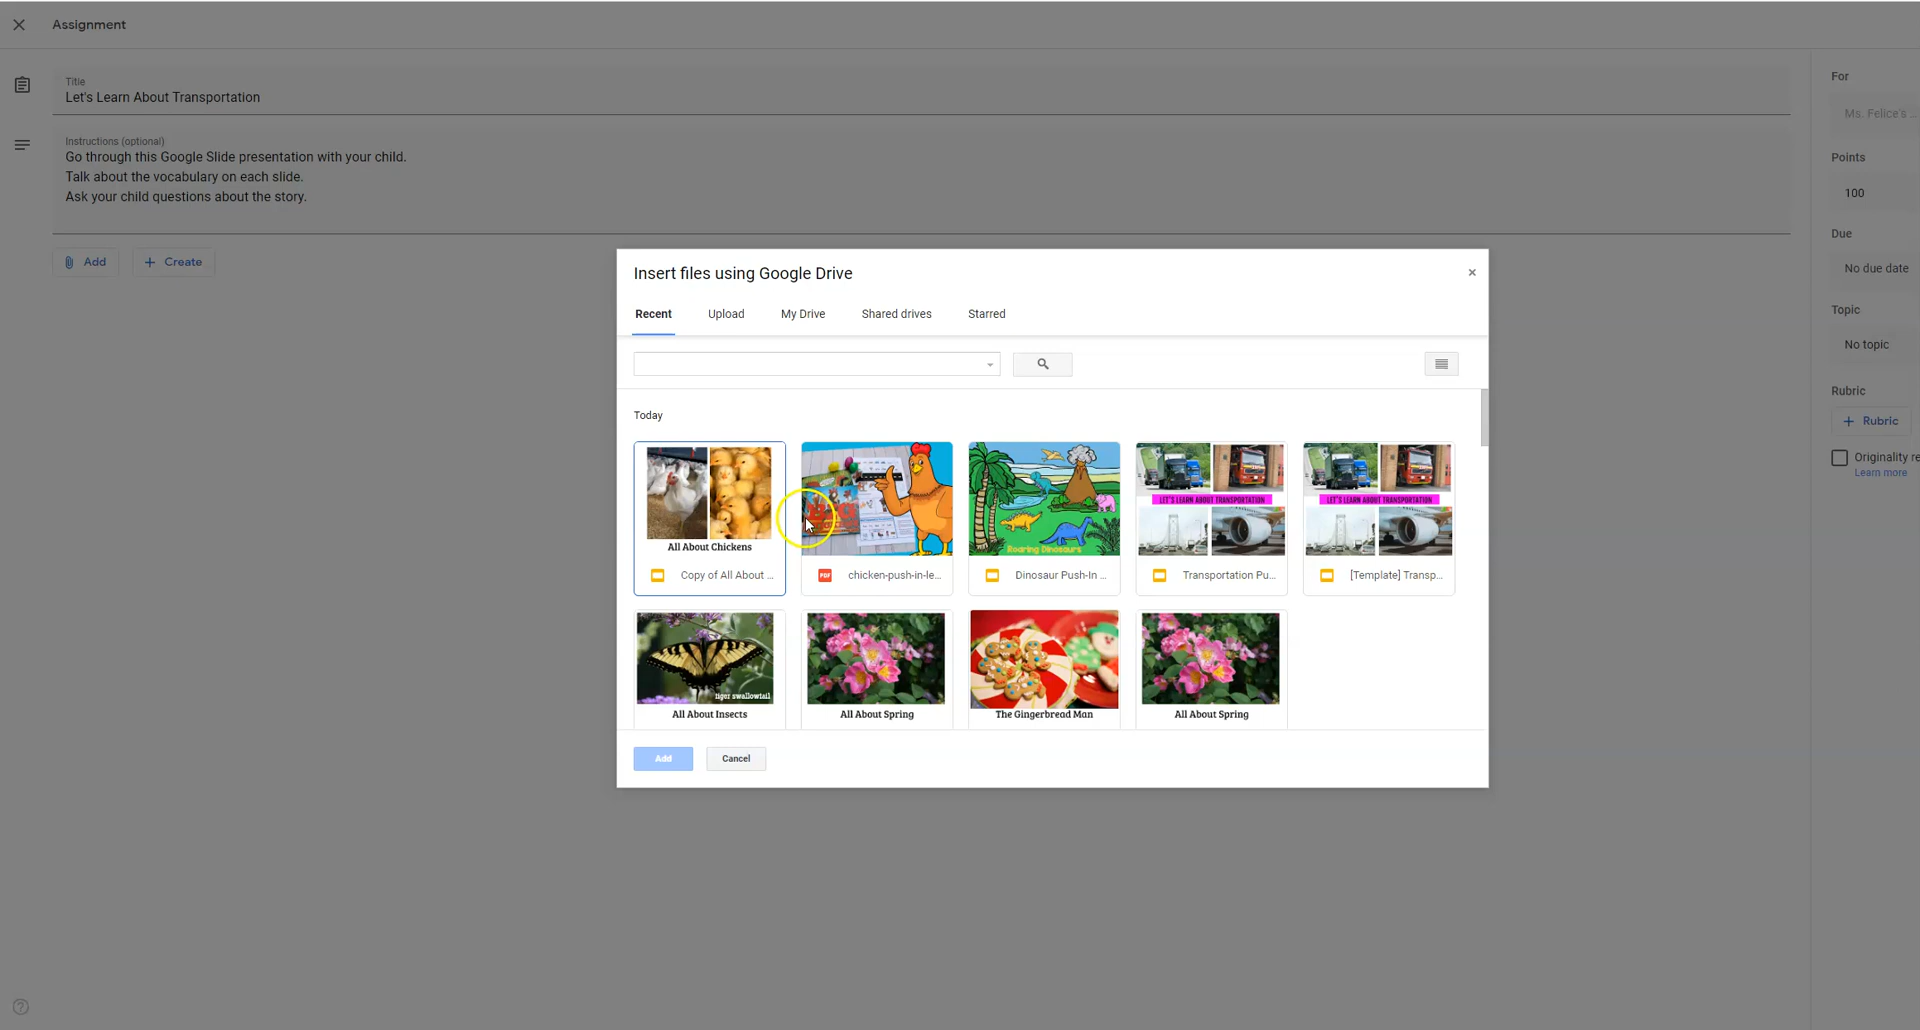 Assignment
Title
Let's Learn About Transportation
Instructions (optional)
Go through this Google Slide presentation with your child.
Talk about the vocabulary on each slide.
Ask your child questions about the story.
Add
Create
For
Ms. Felice's ...
Points
100
Due
No due date
Topic
No topic
Rubric
Rubric
Originality re
Learn more
Insert files using Google Drive
Recent
Upload
My Drive
Shared drives
Starred
Today
All About Chickens
Roaring Dinosaurs
LET'S LEARN ABOUT TRANSPORTATION
LET'S LEARN ABOUT TRANSPORTATION
Copy of All About ...
PDF
chicken-push-in-le...
Dinosaur Push-In ...
Transportation Pu...
[Template] Transp...
tiger swallowtail
All About Insects
All About Spring
The Gingerbread Man
All About Spring
Add
Cancel